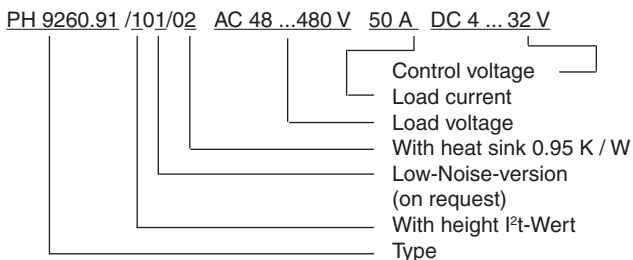 PH 9260.91 /101/02 AC 48 ...480 V 50 A DC 4 ... 32 V
Control voltage
Load current
Load voltage
With heat sink 0.95 K / W
Low-Noise-version
(on request)
With height I²t-Wert
Type